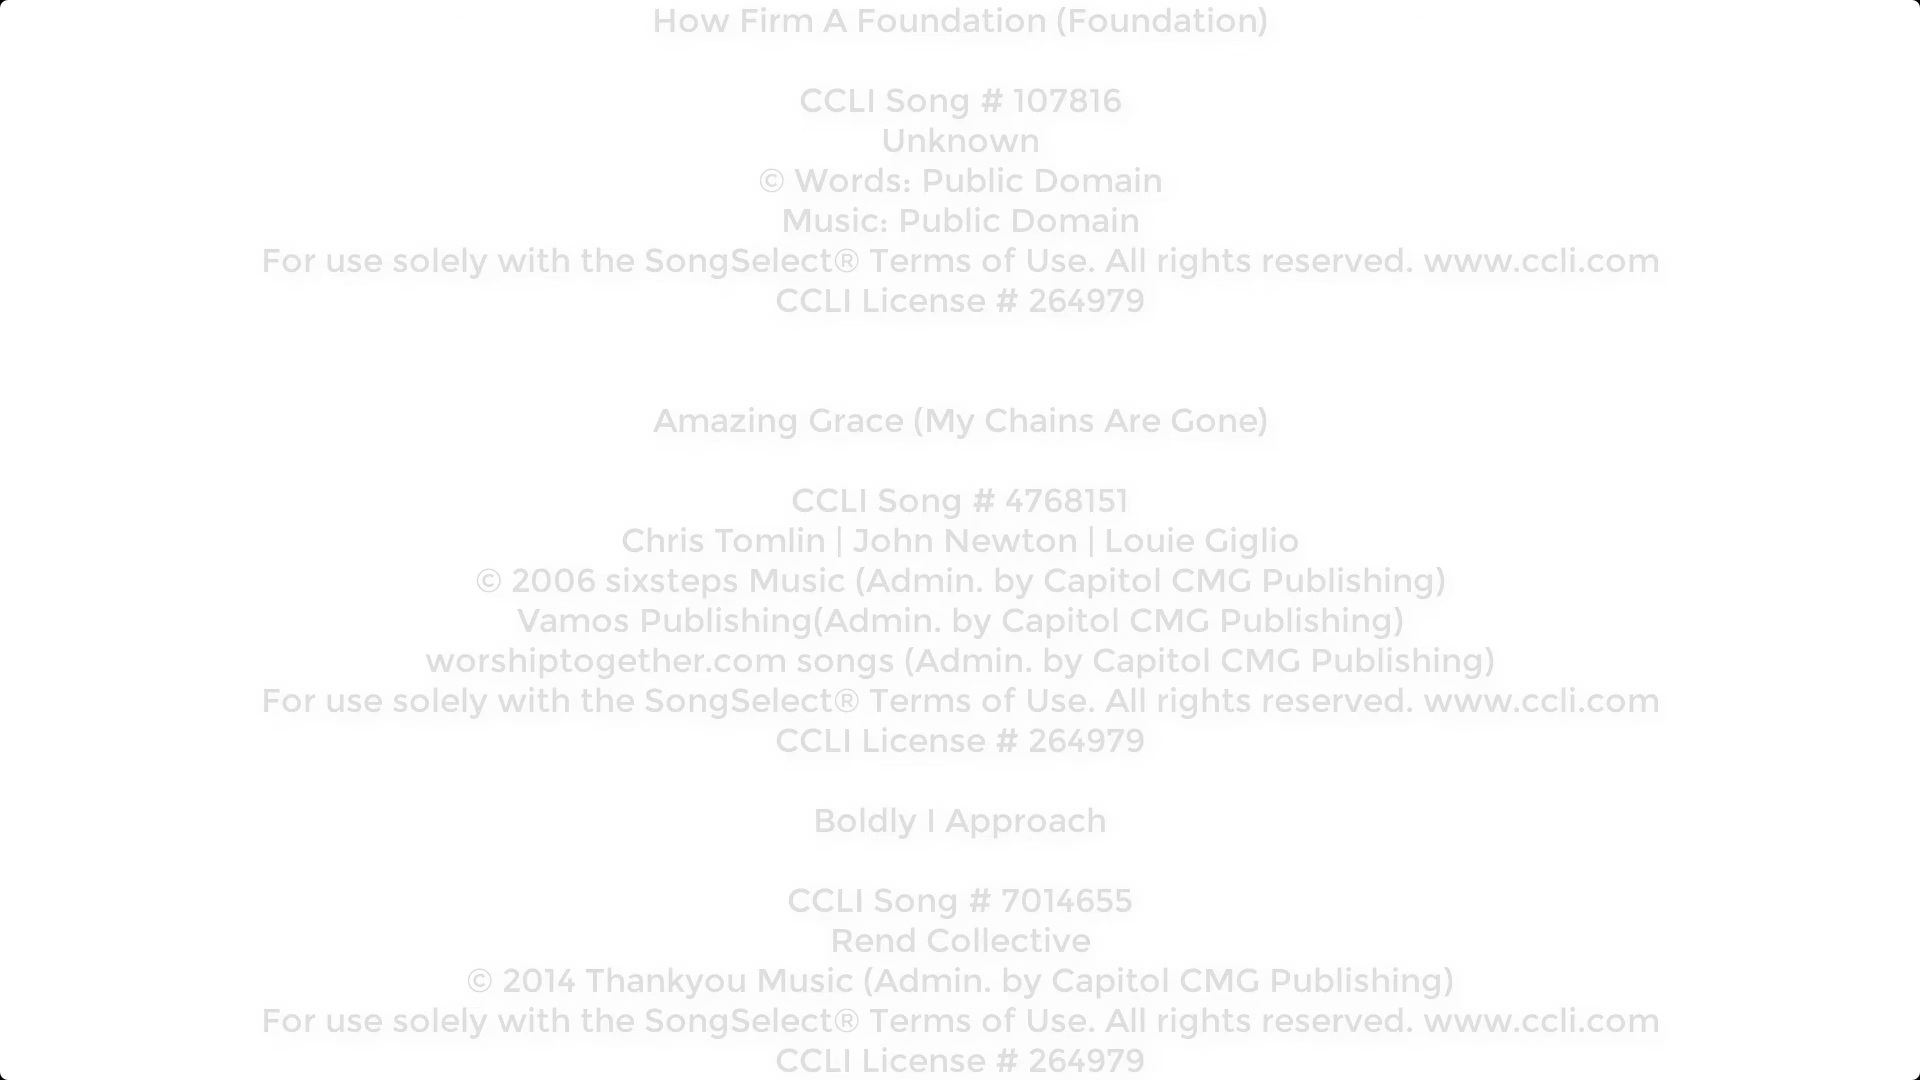 How Firm A Foundation (Foundation)
CCLI Song # 107816
Unknown
© Words: Public Domain
Music: Public Domain
For use solely with the SongSelect® Terms of Use. All rights reserved. www.ccli.com
CCLI License # 264979
Amazing Grace (My Chains Are Gone)
CCLI Song # 4768151
Chris Tomlin | John Newton | Louie Giglio
© 2006 sixsteps Music (Admin. by Capitol CMG Publishing)
Vamos Publishing(Admin. by Capitol CMG Publishing)
worshiptogether.com songs (Admin. by Capitol CMG Publishing)
For use solely with the SongSelect® Terms of Use. All rights reserved. www.ccli.com
CCLI License # 264979
Boldly I Approach
CCLI Song # 7014655
Rend Collective
© 2014 Thankyou Music (Admin. by Capitol CMG Publishing)
For use solely with the SongSelect® Terms of Use. All rights reserved. www.ccli.com
CCLI License # 264979